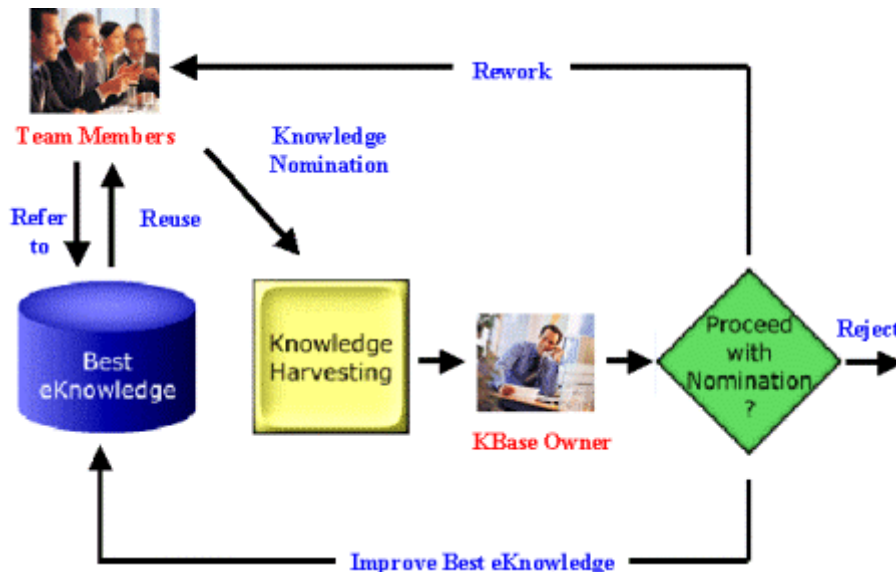 Rework
Team Members
Knowledge
Nomination
Refer
to
Reuse
Best
eKnowledge
Knowledge
Harvesting
KBase Owner
Proceed
with
Nomination
?
Reject
Improve Best eKnowledge